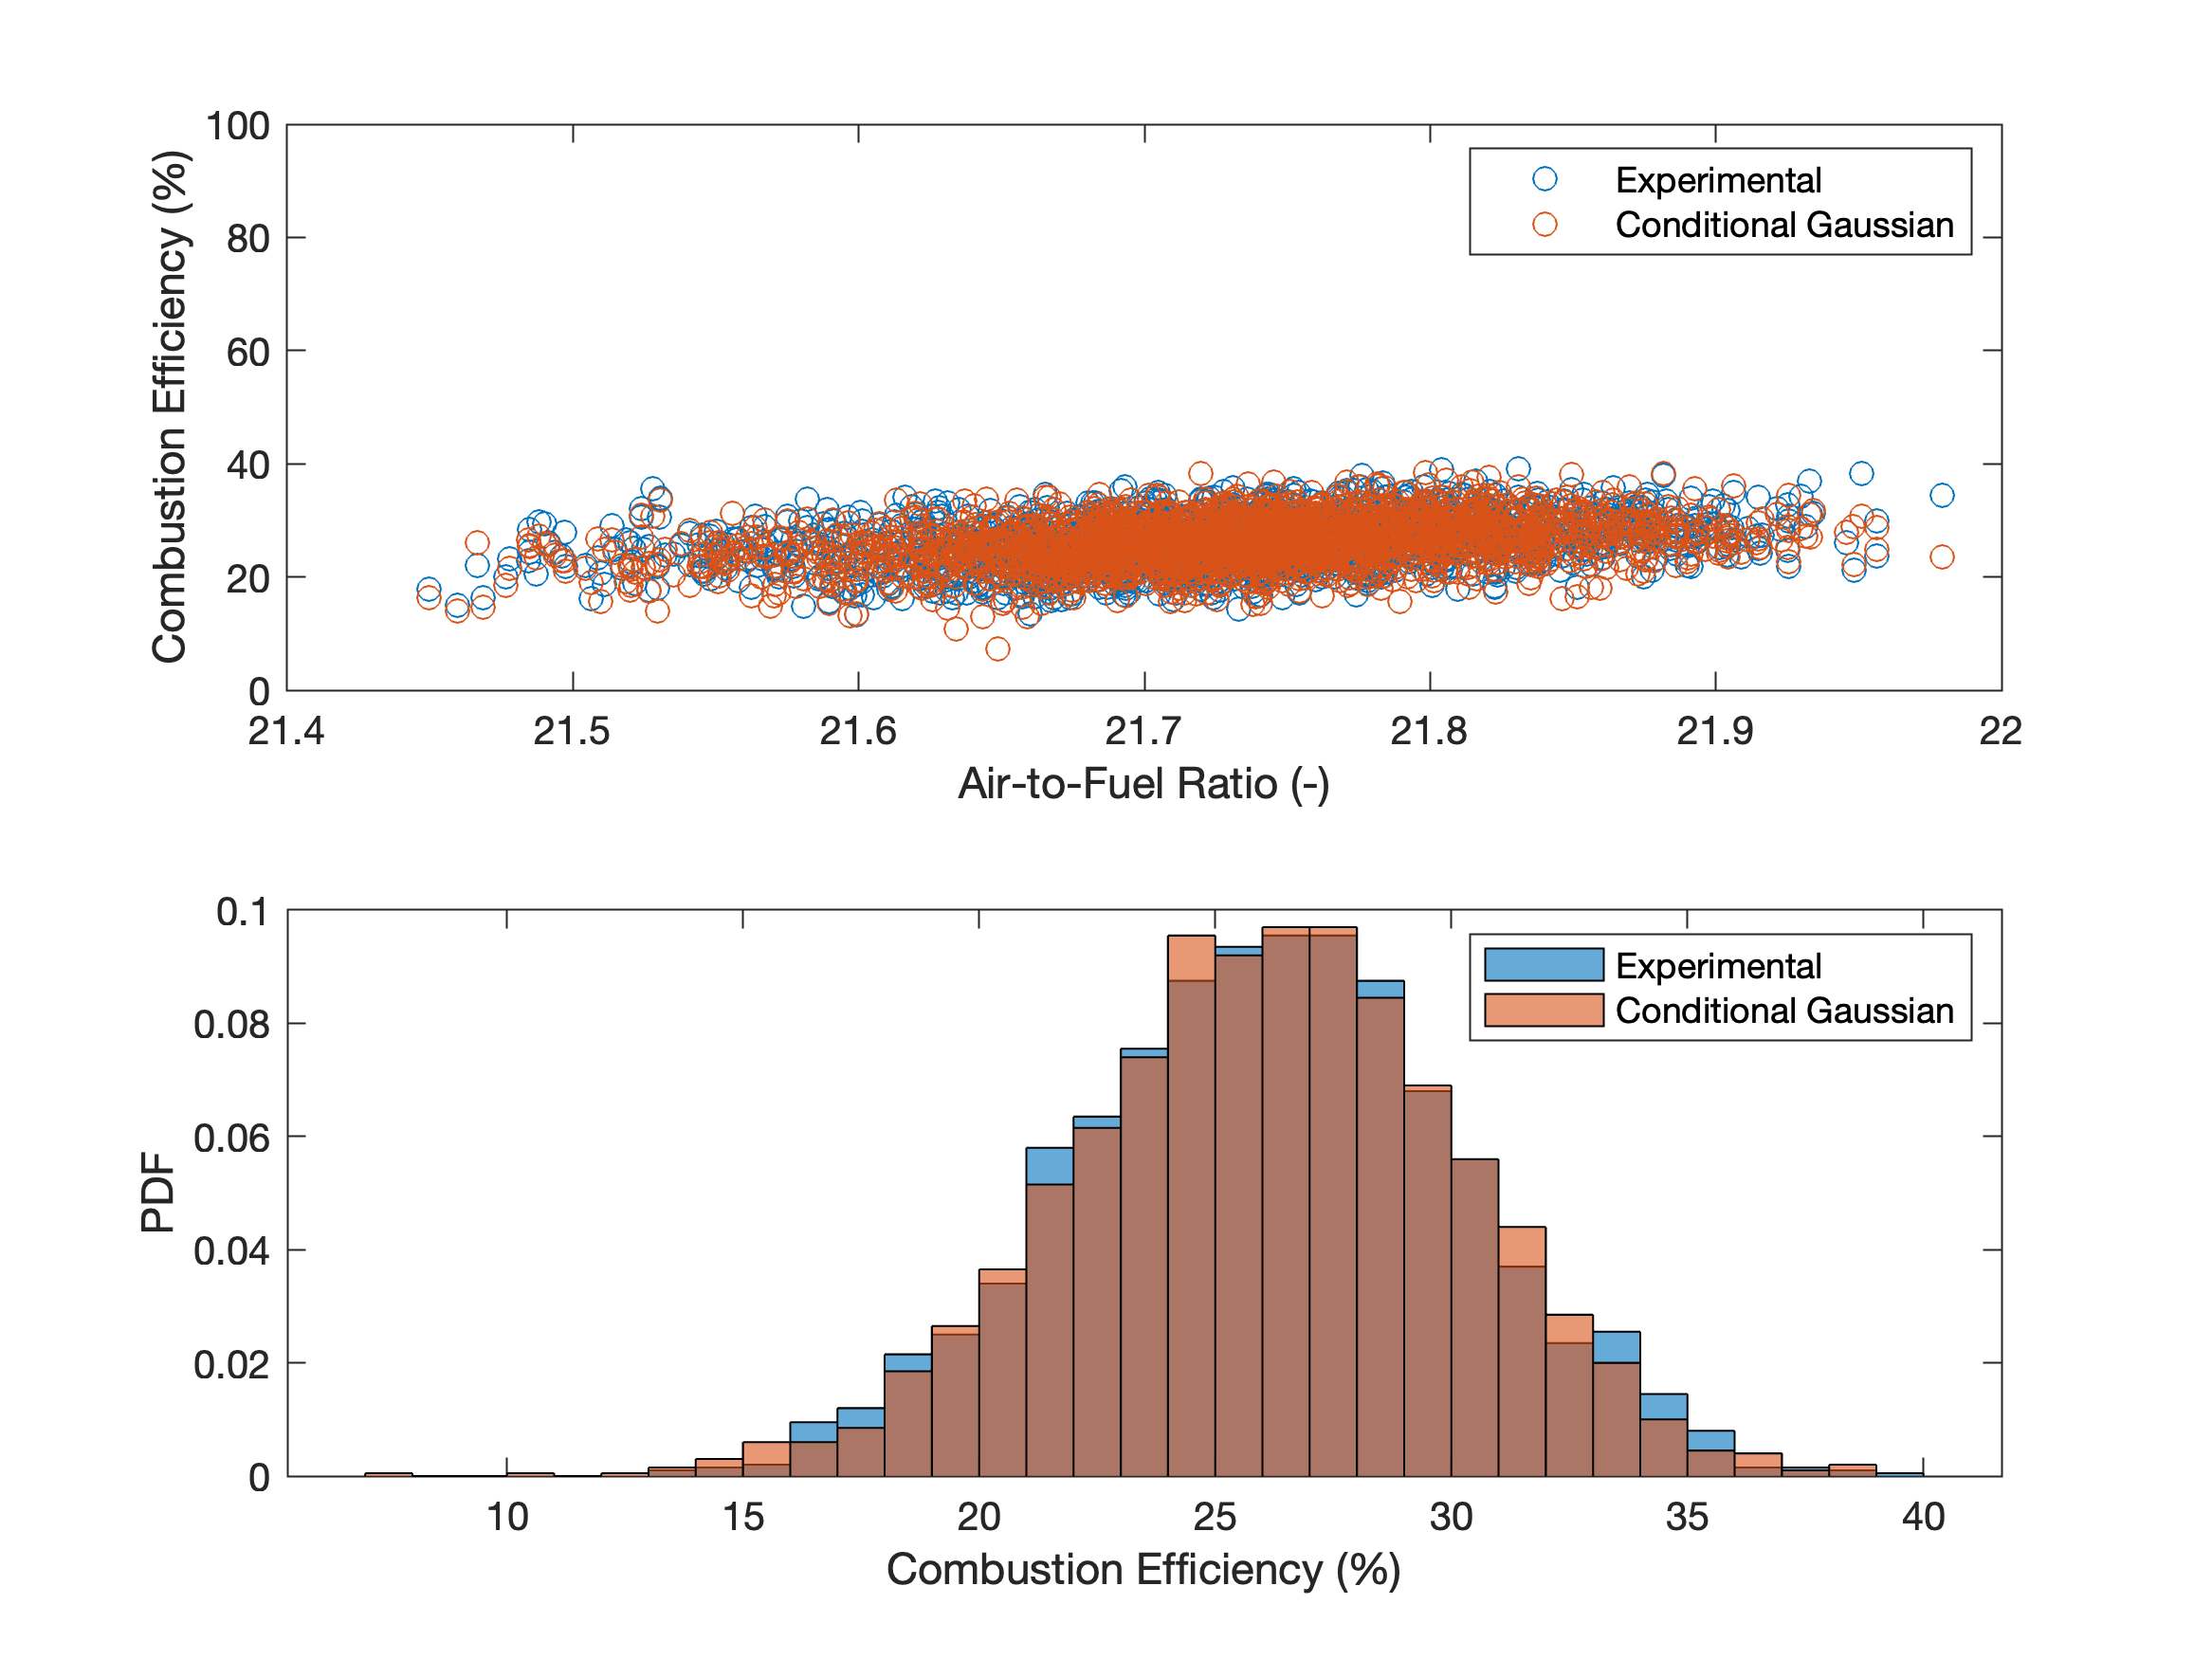 100
80
60
40
20
0
Combustion Efficiency (%)
Experimental
Conditional Gaussian
21.4 21.5 21.6 21.7 21.8 21.9 22
Air-to-Fuel Ratio (-)
0.1
0.08
0.06
0.04
0.02
0
PDF
Experimental
Conditional Gaussian
10 15 20 25 30 35 40
Combustion Efficiency (%)